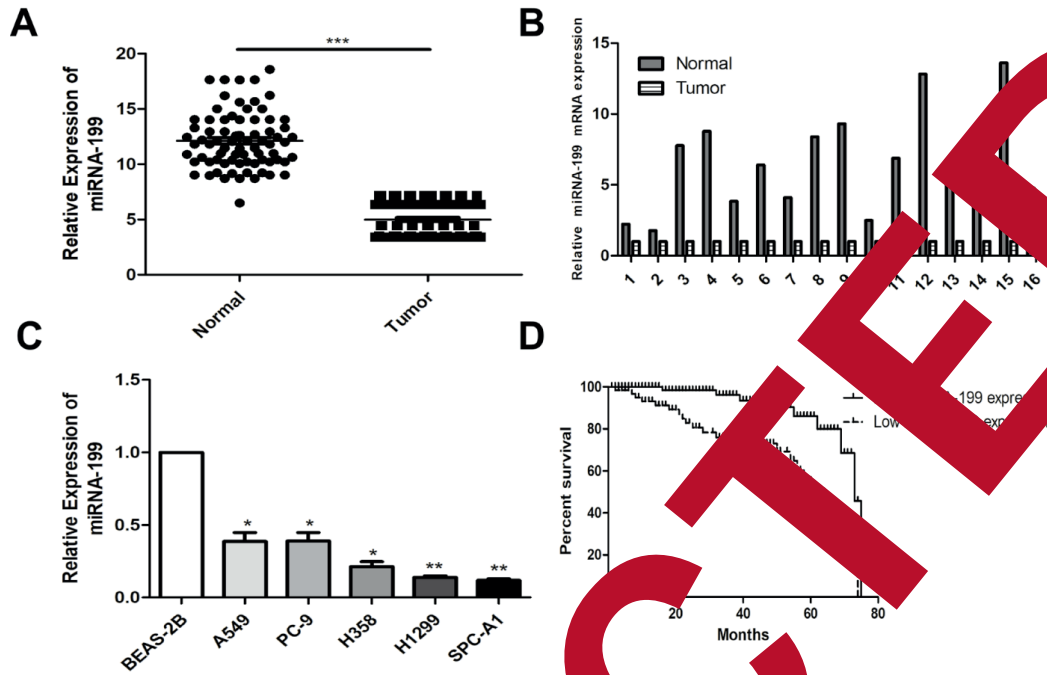 A
Relative Expression of
miRNA-199
20
15
10
5
0
***
Normal
Tumor
B
Relative miRNA-199 mRNA expression
15
10
5
0
Normal
Tumor
1
2
3
4
5
6
7
8
9
11
12
13
14
15
16
C
Relative Expression of
miRNA-199
1.5
1.0
0.5
0.0
*
*
*
**
**
BEAS-2B
A549
PC-9
H358
H1299
SPC-A1
D
Percent survival
100
80
60
40
20
20
40
60
80
Months
-199
Low
CTED